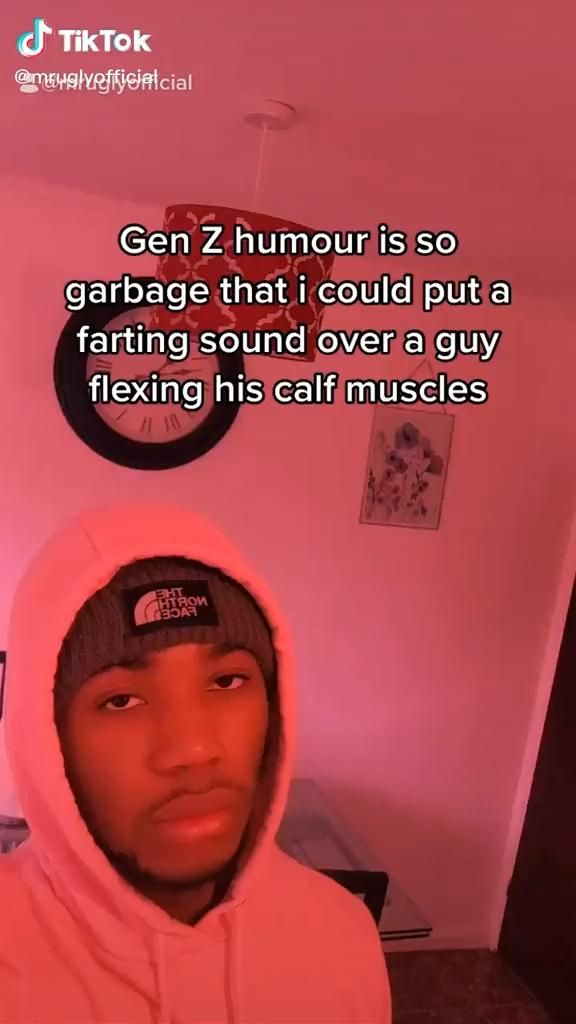 TikTok
@mruglyofficial
@mruglyofficial
Gen Z humour is so
garbage that i could put a
farting sound over a guy
flexing his calf muscles
THE
NORTH
FACE